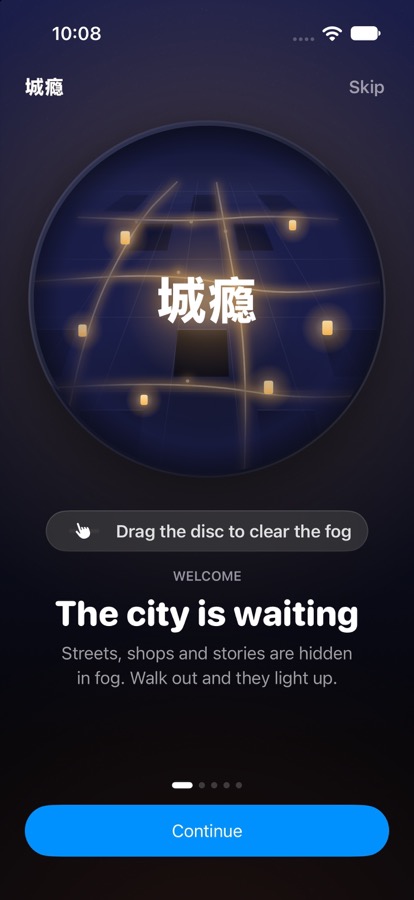 10:08
城瘾
Skip
城瘾
Drag the disc to clear the fog
WELCOME
The city is waiting
Streets, shops and stories are hidden
in fog. Walk out and they light up.
Continue